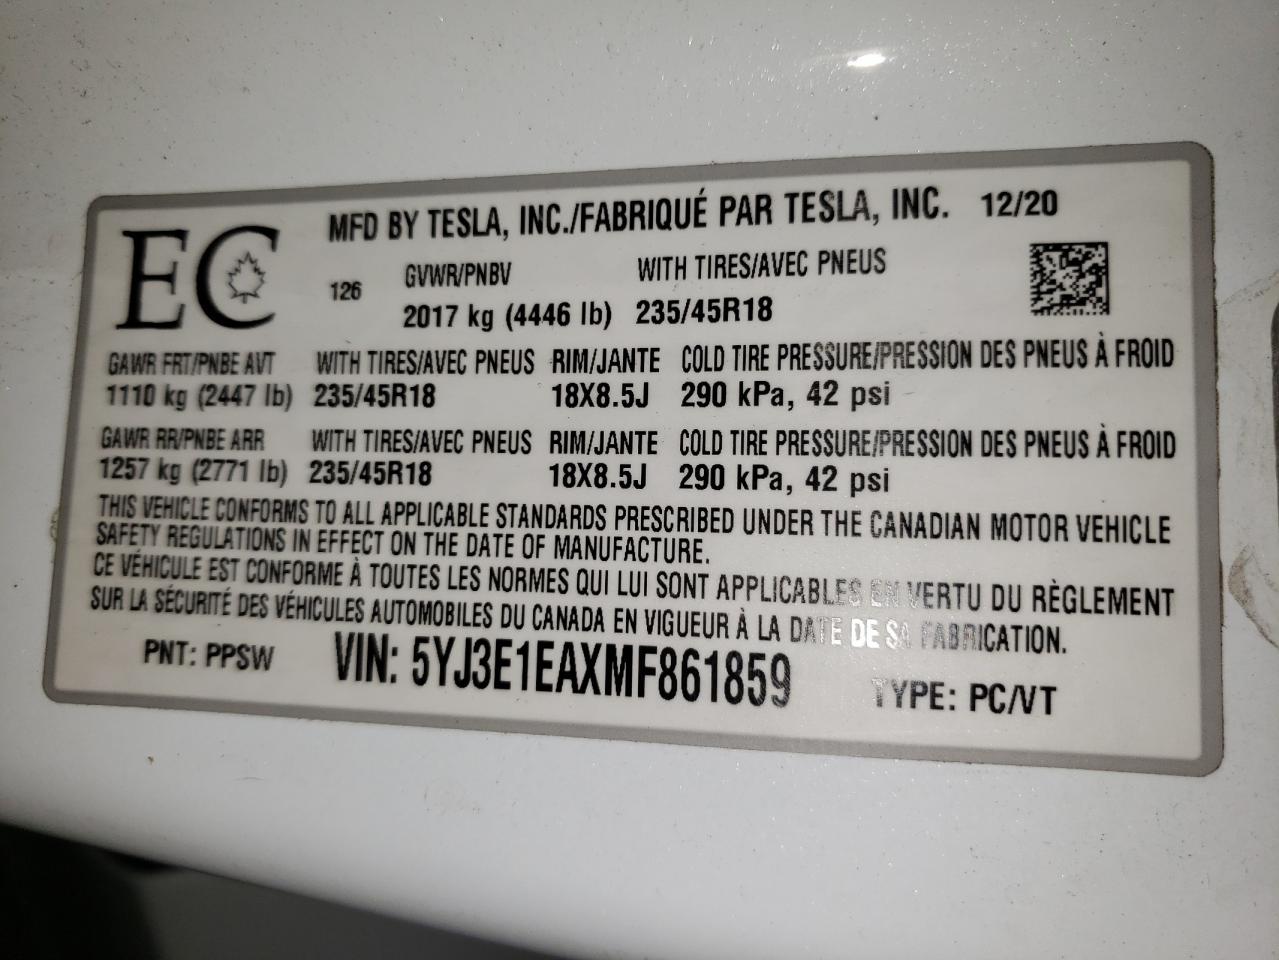 EC
MFD BY TESLA, INC./FABRIQUÉ PAR TESLA, INC. 12/20
126 GVWR/PNBV WITH TIRES/AVEC PNEUS
2017 kg (4446 lb) 235/45R18
GAWR FRT/PNBE AVT WITH TIRES/AVEC PNEUS RIM/JANTE COLD TIRE PRESSURE/PRESSION DES PNEUS À FROID
1110 kg (2447 lb) 235/45R18 18X8.5J 290 kPa, 42 psi
GAWR RR/PNBE ARR WITH TIRES/AVEC PNEUS RIM/JANTE COLD TIRE PRESSURE/PRESSION DES PNEUS À FROID
1257 kg (2771 lb) 235/45R18 18X8.5J 290 kPa, 42 psi
THIS VEHICLE CONFORMS TO ALL APPLICABLE STANDARDS PRESCRIBED UNDER THE CANADIAN MOTOR VEHICLE
SAFETY REGULATIONS IN EFFECT ON THE DATE OF MANUFACTURE.
CE VÉHICULE EST CONFORME À TOUTES LES NORMES QUI LUI SONT APPLICABLES EN VERTU DU RÈGLEMENT
SUR LA SÉCURITÉ DES VÉHICULES AUTOMOBILES DU CANADA EN VIGUEUR À LA DATE DE SA FABRICATION.
PNT: PPSW VIN: 5YJ3E1EAXMF861859 TYPE: PC/VT